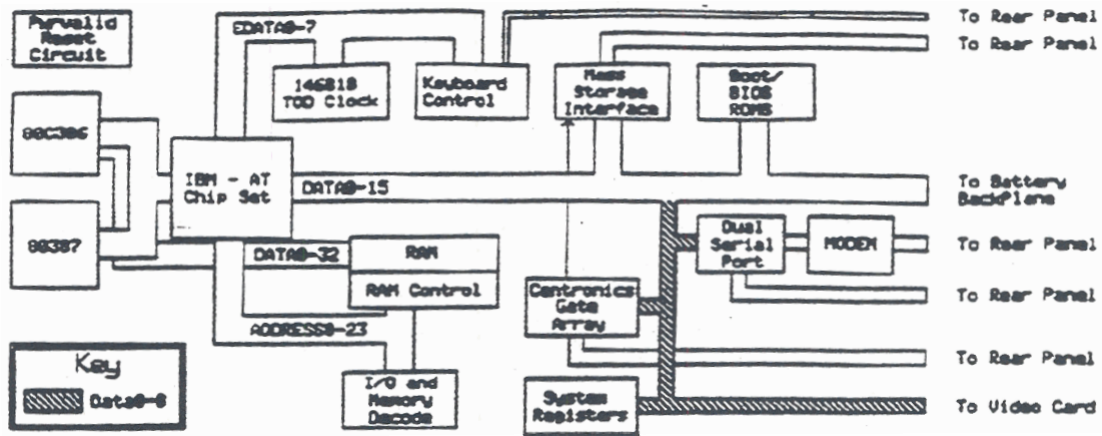 Pwrvalid
Reset
Circuit
EDATA0-7
To Rear Panel
To Rear Panel
146818
TOD Clock
Keyboard
Control
Mass
Storage
Interface
Boot/
BIOS
ROMS
80C386
IBM - AT
Chip Set
DATA0-15
To Battery
BackPlane
80387
DATA0-32
RAM
RAM Control
Dual
Serial
Port
MODEM
To Rear Panel
Centronics
Gate
Array
To Rear Panel
ADDRESS0-23
To Rear Panel
Key
Data0-8
I/O and
Memory
Decode
System
Registers
To Video Card